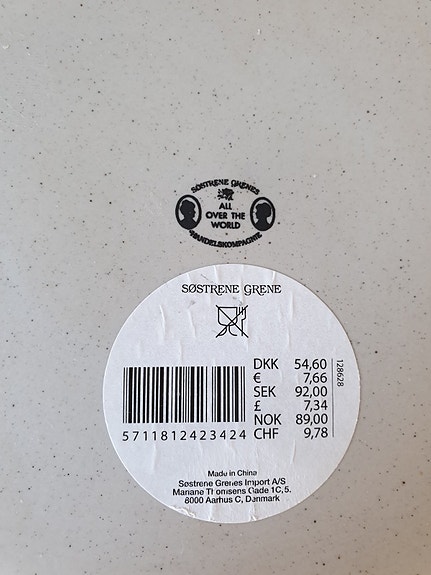 SØSTRENE GRENES
ALL
OVER THE
WORLD
HANDELSKOMPAGNIE
SØSTRENE GRENE
DKK 54,60
€ 7,66
SEK 92,00
£ 7,34
NOK 89,00
CHF 9,78
128628
5711812423424
Made in China
Søstrene Grenes Import A/S
Mariane Thomsens Gade 1C, 5.
8000 Aarhus C, Danmark